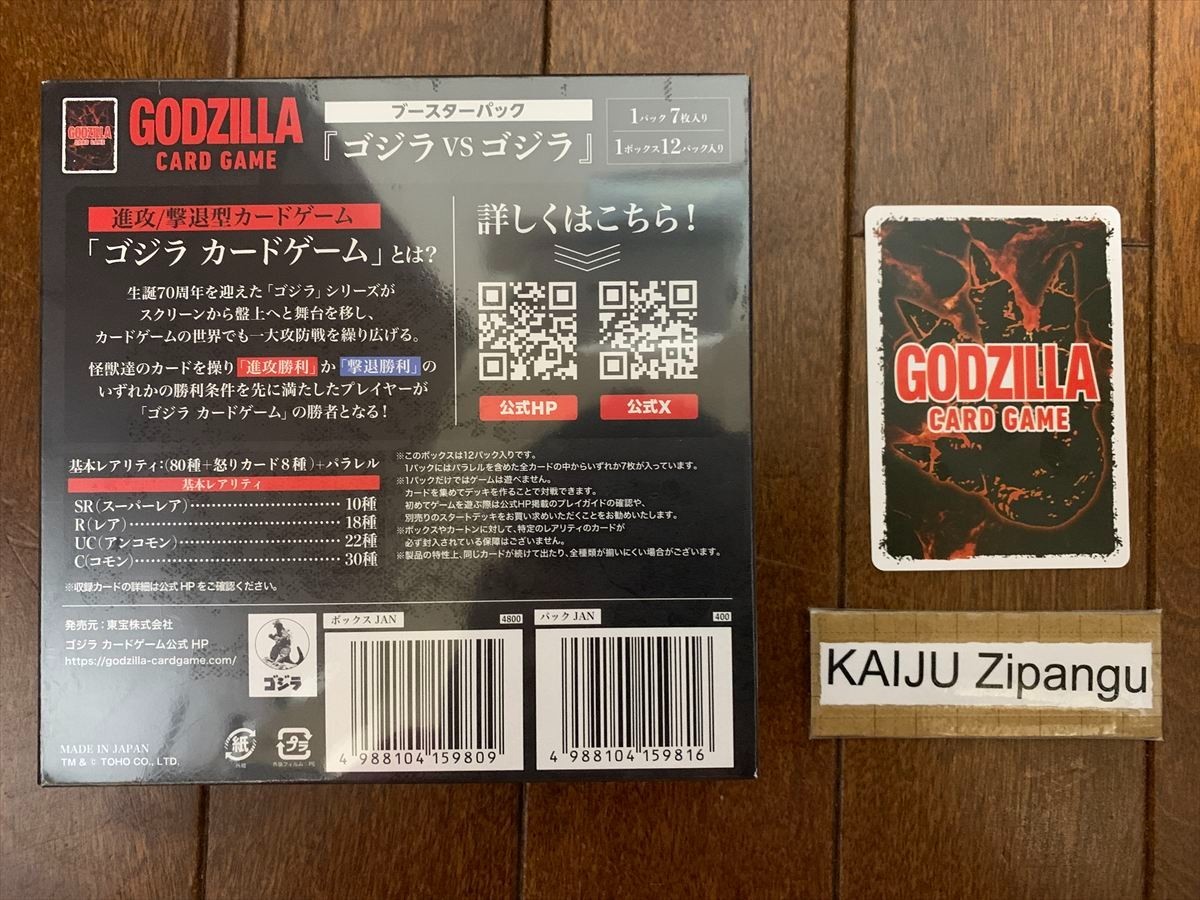 GODZILLA
CARD GAME
GODZILLA
CARD GAME
ブースターパック
『ゴジラ VS ゴジラ』
1パック 7枚入り
1ボックス12パック入り
進攻/撃退型カードゲーム
「ゴジラ カードゲーム」とは?
生誕70周年を迎えた「ゴジラ」シリーズが
スクリーンから盤上へと舞台を移し、
カードゲームの世界でも一大攻防戦を繰り広げる。
怪獣達のカードを操り「進攻勝利」か「撃退勝利」の
いずれかの勝利条件を先に満たしたプレイヤーが
「ゴジラ カードゲーム」の勝者となる!
詳しくはこちら!
公式HP
公式X
基本レアリティ:(80種+怒りカード8種)+パラレル
基本レアリティ
SR(スーパーレア)……………………10種
R(レア)……………………18種
UC(アンコモン)……………………22種
C(コモン)……………………30種
※収録カードの詳細は公式HPをご確認ください。
※このボックスは12パック入りです。
1パックにはパラレルを含めた全カードの中からいずれか7枚が入っています。
※1パックだけではゲームは遊べません。
カードを集めてデッキを作ることで対戦できます。
初めてゲームを遊ぶ際は公式HP掲載のプレイガイドの確認や、
別売りのスタートデッキをお買い求めいただくことをお勧めいたします。
※ボックスやカートンに対して、特定のレアリティのカードが
必ず封入されている保障はございません。
※製品の特性上、同じカードが続けて出たり、全種類が揃いにくい場合がございます。
発売元:東宝株式会社
ゴジラ カードゲーム公式 HP
https://godzilla-cardgame.com/
ゴジラ
ボックス JAN
4800
4 988104 159809
パック JAN
400
4 988104 159816
MADE IN JAPAN
TM & © TOHO CO., LTD.
紙
外箱
プラ
外装フィルム:PE
GODZILLA
CARD GAME
KAIJU Zipangu